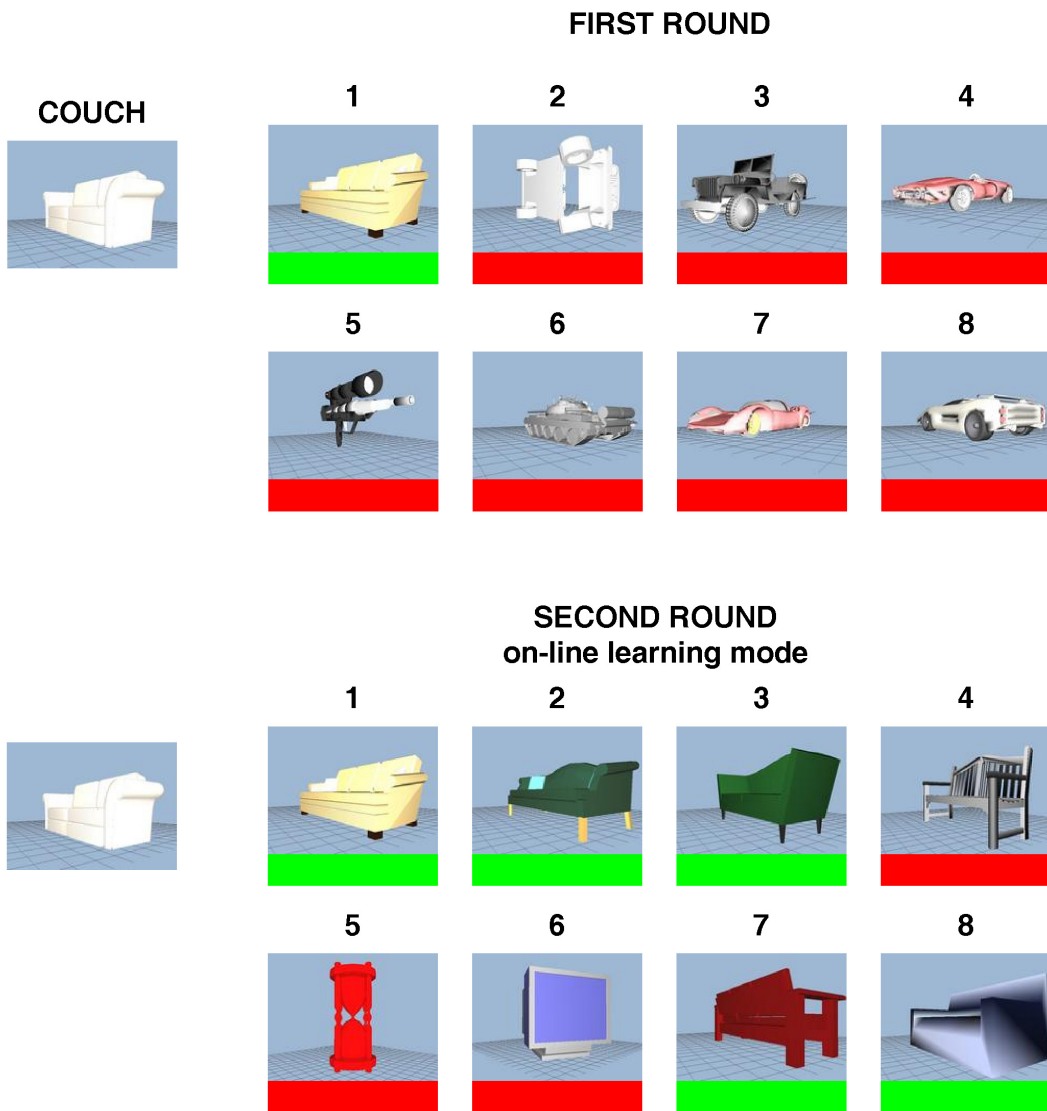 FIRST ROUND
COUCH
1 2 3 4
5 6 7 8
SECOND ROUND
on-line learning mode
1 2 3 4
5 6 7 8